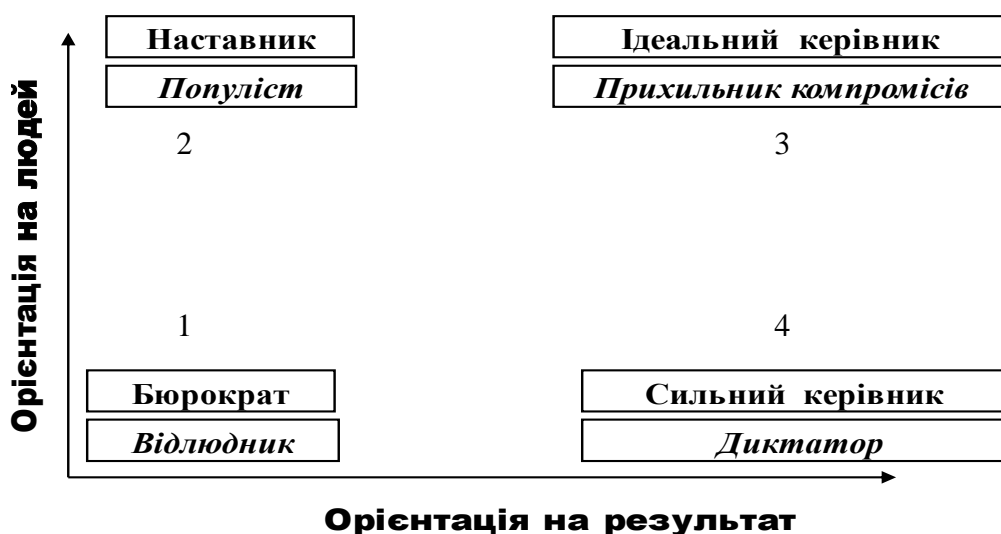 Наставник
Ідеальний керівник
Популіст
Прихильник компромісів
2
3
Орієнтація на людей
1
4
Бюрократ
Сильний керівник
Відлюдник
Диктатор
Орієнтація на результат